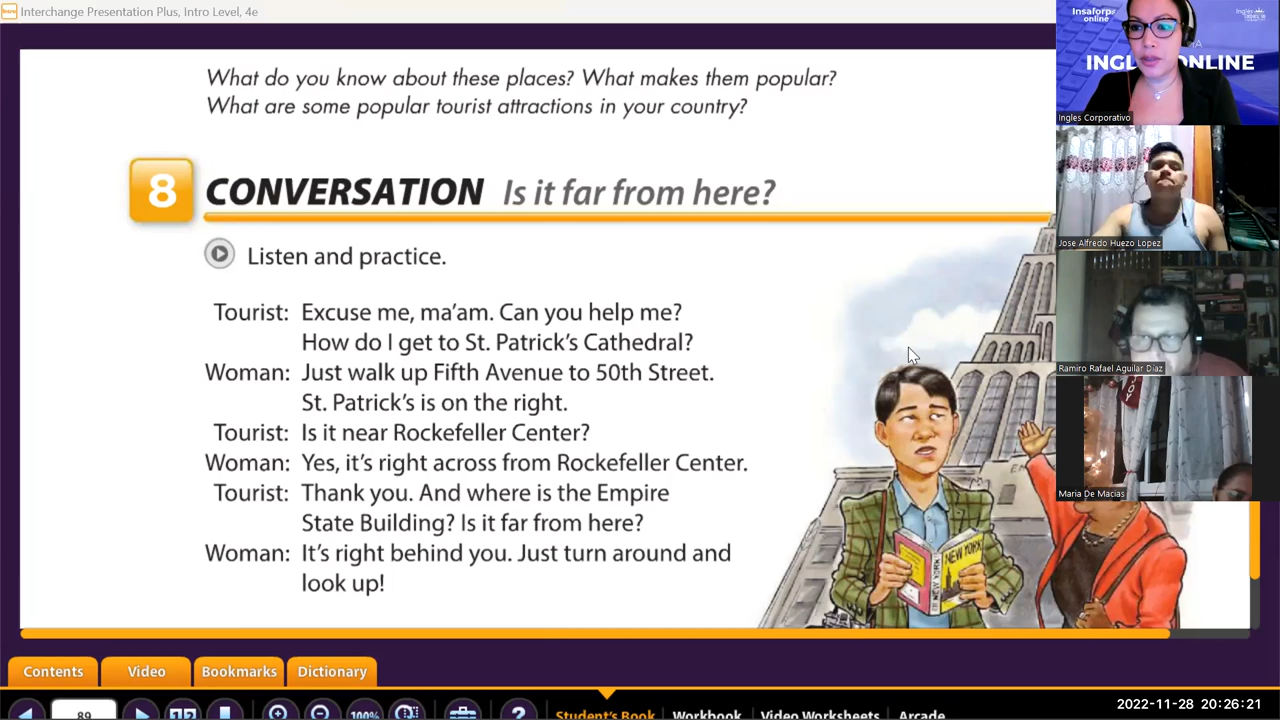 Interchange Presentation Plus, Intro Level, 4e
What do you know about these places? What makes them popular?
What are some popular tourist attractions in your country?
8 CONVERSATION Is it far from here?
Listen and practice.
Tourist: Excuse me, ma'am. Can you help me?
How do I get to St. Patrick's Cathedral?
Woman: Just walk up Fifth Avenue to 50th Street.
St. Patrick's is on the right.
Tourist: Is it near Rockefeller Center?
Woman: Yes, it's right across from Rockefeller Center.
Tourist: Thank you. And where is the Empire
State Building? Is it far from here?
Woman: It's right behind you. Just turn around and
look up!
NEW YORK
NEW YORK
Contents Video Bookmarks Dictionary
89 100% ? Student's Book Workbook Video Worksheets Arcade
Insaforp
online
ONLINE
Ingles Corporativo
Jose Alfredo Huezo Lopez
Ramiro Rafael Aguilar Diaz
JOY
Maria De Macias
2022-11-28 20:26:21